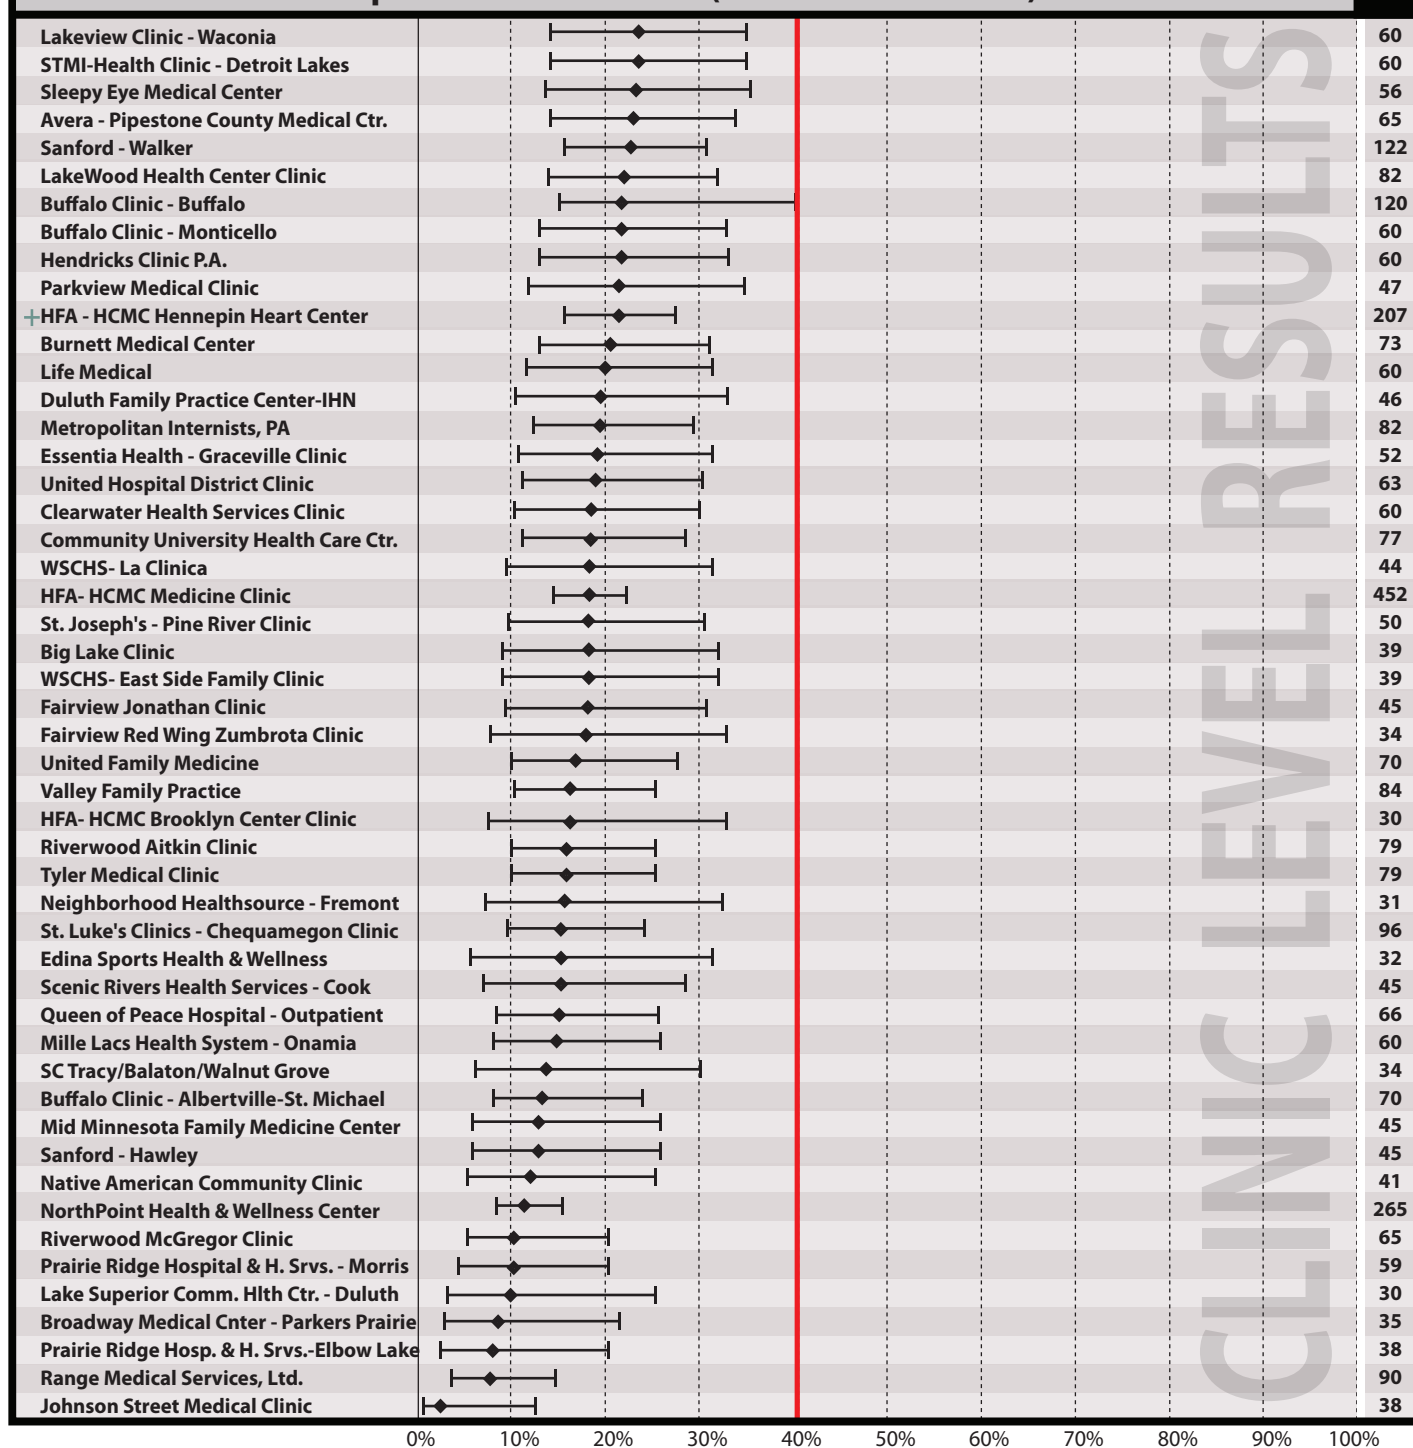 Lakeview Clinic - Waconia 60
STMI-Health Clinic - Detroit Lakes 60
Sleepy Eye Medical Center 56
Avera - Pipestone County Medical Ctr. 65
Sanford - Walker 122
LakeWood Health Center Clinic 82
Buffalo Clinic - Buffalo 120
Buffalo Clinic - Monticello 60
Hendricks Clinic P.A. 60
Parkview Medical Clinic 47
+HFA - HCMC Hennepin Heart Center 207
Burnett Medical Center 73
Life Medical 60
Duluth Family Practice Center-IHN 46
Metropolitan Internists, PA 82
Essentia Health - Graceville Clinic 52
United Hospital District Clinic 63
Clearwater Health Services Clinic 60
Community University Health Care Ctr. 77
WSCHS- La Clinica 44
HFA- HCMC Medicine Clinic 452
St. Joseph's - Pine River Clinic 50
Big Lake Clinic 39
WSCHS- East Side Family Clinic 39
Fairview Jonathan Clinic 45
Fairview Red Wing Zumbrota Clinic 34
United Family Medicine 70
Valley Family Practice 84
HFA- HCMC Brooklyn Center Clinic 30
Riverwood Aitkin Clinic 79
Tyler Medical Clinic 79
Neighborhood Healthsource - Fremont 31
St. Luke's Clinics - Chequamegon Clinic 96
Edina Sports Health & Wellness 32
Scenic Rivers Health Services - Cook 45
Queen of Peace Hospital - Outpatient 66
Mille Lacs Health System - Onamia 60
SC Tracy/Balaton/Walnut Grove 34
Buffalo Clinic - Albertville-St. Michael 70
Mid Minnesota Family Medicine Center 45
Sanford - Hawley 45
Native American Community Clinic 41
NorthPoint Health & Wellness Center 265
Riverwood McGregor Clinic 65
Prairie Ridge Hospital & H. Srvs. - Morris 59
Lake Superior Comm. Hlth Ctr. - Duluth 30
Broadway Medical Cnter - Parkers Prairie 35
Prairie Ridge Hosp. & H. Srvs.-Elbow Lake 38
Range Medical Services, Ltd. 90
Johnson Street Medical Clinic 38
0% 10% 20% 30% 40% 50% 60% 70% 80% 90% 100%
CLINIC LEVEL RESULTS